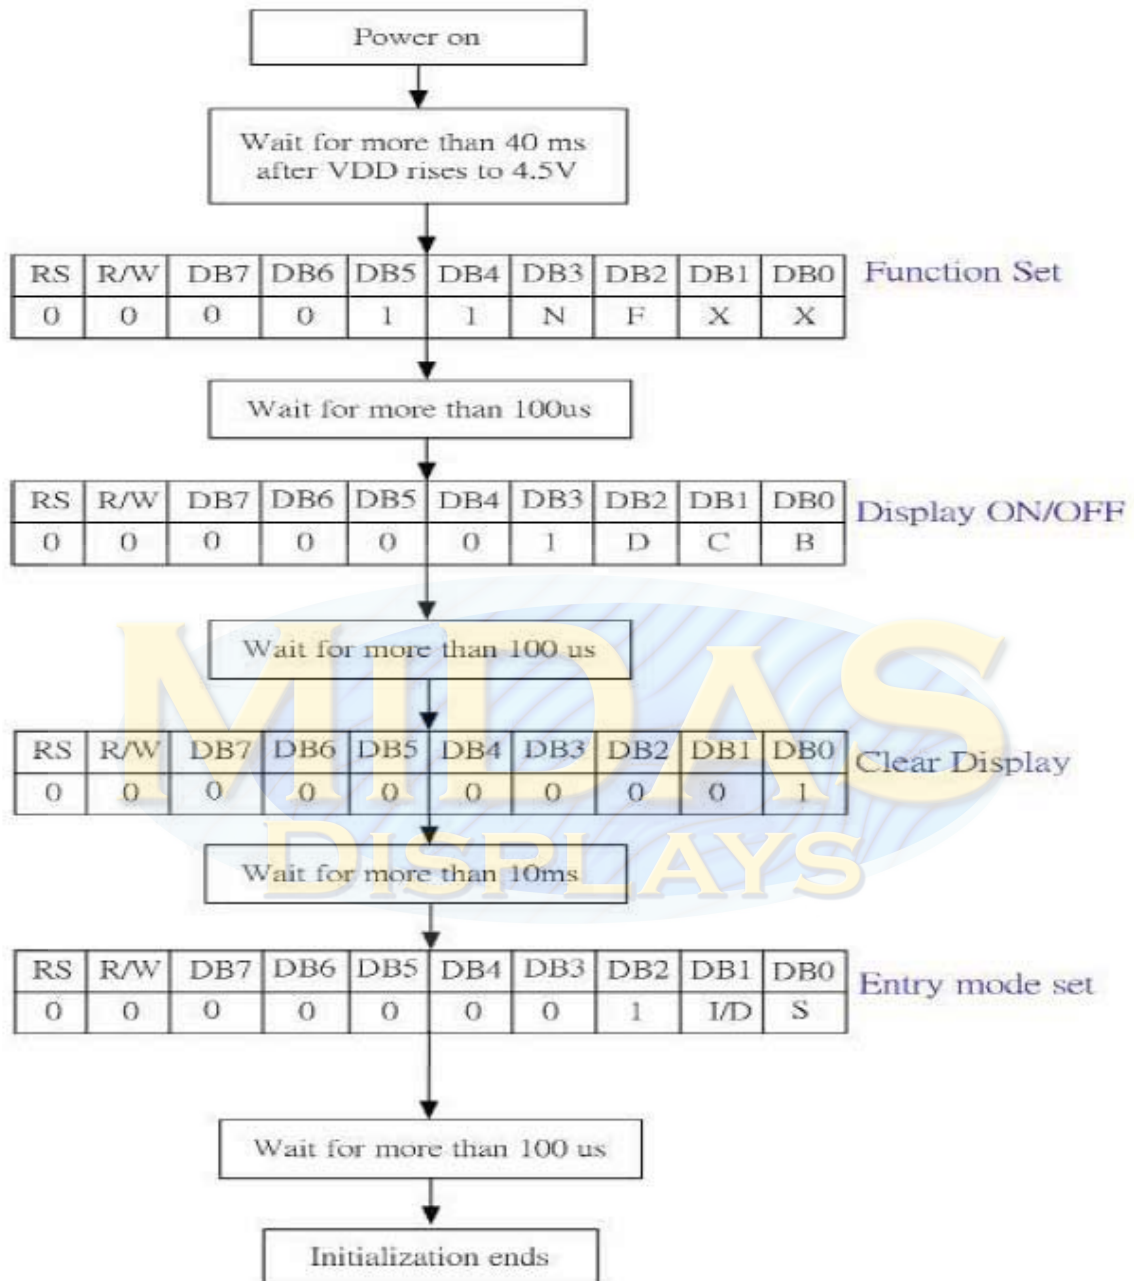 Power on
Wait for more than 40 ms
after VDD rises to 4.5V
RS R/W DB7 DB6 DB5 DB4 DB3 DB2 DB1 DB0
Function Set
0 0 0 0 1 1 N F X X
Wait for more than 100us
RS R/W DB7 DB6 DB5 DB4 DB3 DB2 DB1 DB0
Display ON/OFF
0 0 0 0 0 0 1 D C B
Wait for more than 100 us
MIDAS
RS R/W DB7 DB6 DB5 DB4 DB3 DB2 DB1 DB0
Clear Display
0 0 0 0 0 0 0 0 0 1
DISPLAYS
Wait for more than 10ms
RS R/W DB7 DB6 DB5 DB4 DB3 DB2 DB1 DB0
Entry mode set
0 0 0 0 0 0 0 1 I/D S
Wait for more than 100 us
Initialization ends